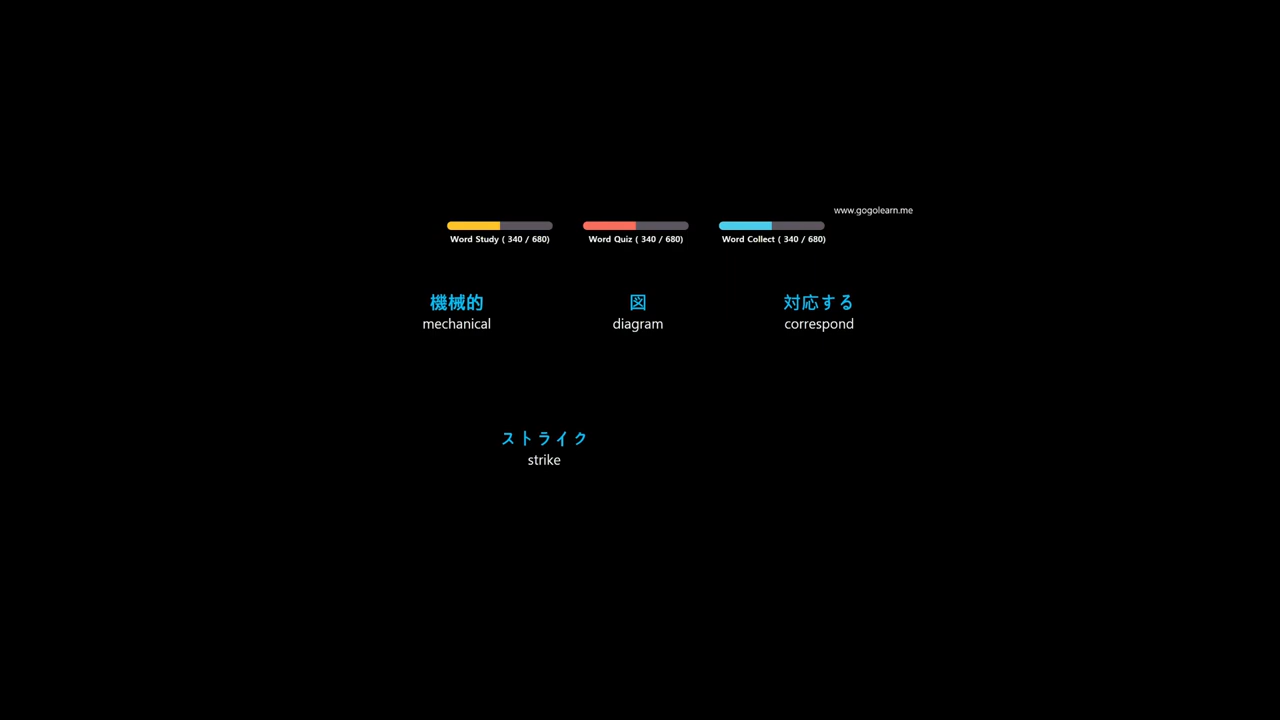 www.gogolearn.me
Word Study ( 340 / 680)
Word Quiz ( 340 / 680)
Word Collect ( 340 / 680)
機械的
mechanical
図
diagram
対応する
correspond
ストライク
strike